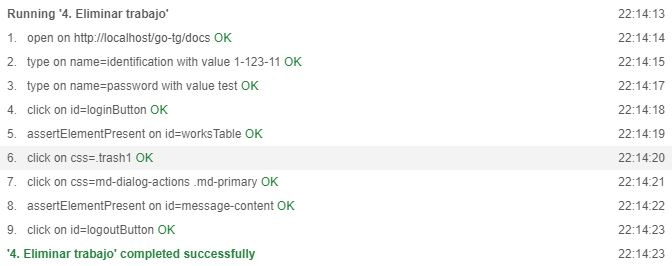 Running '4. Eliminar trabajo' 22:14:13
1. open on http://localhost/go-tg/docs OK 22:14:14
2. type on name=identification with value 1-123-11 OK 22:14:15
3. type on name=password with value test OK 22:14:17
4. click on id=loginButton OK 22:14:18
5. assertElementPresent on id=worksTable OK 22:14:19
6. click on css=.trash1 OK 22:14:20
7. click on css=md-dialog-actions .md-primary OK 22:14:21
8. assertElementPresent on id=message-content OK 22:14:22
9. click on id=logoutButton OK 22:14:23
'4. Eliminar trabajo' completed successfully 22:14:23